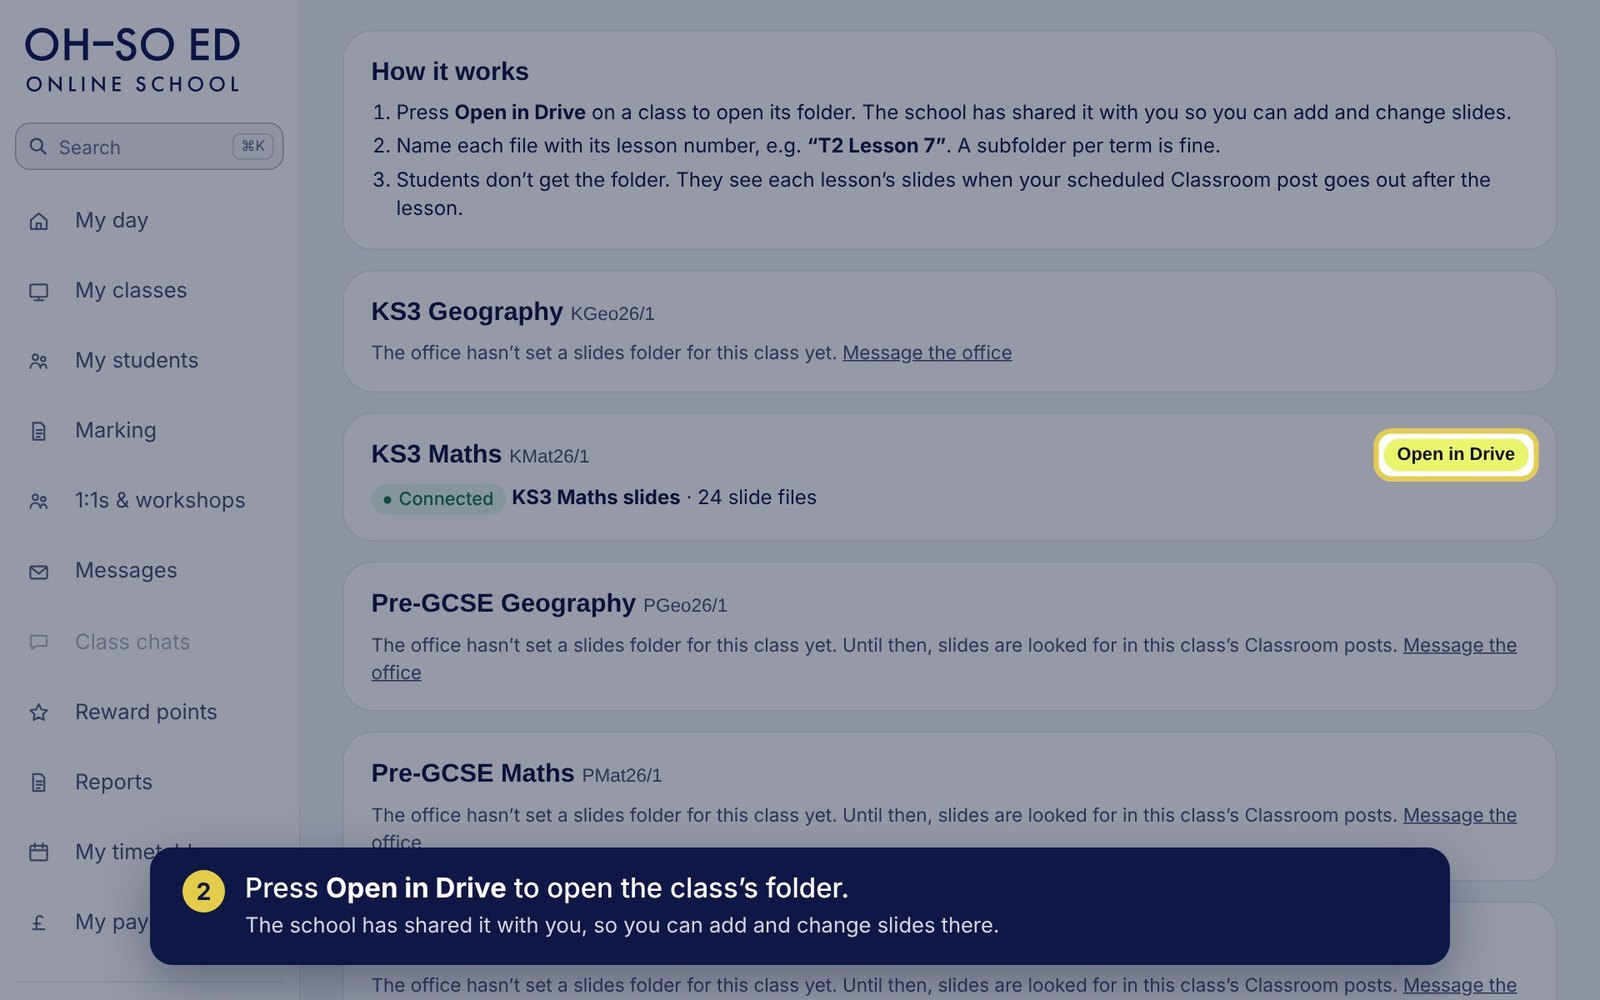 OH–SO ED
ONLINE SCHOOL
Search
⌘K
My day
My classes
My students
Marking
1:1s & workshops
Messages
Class chats
Reward points
Reports
My
My pay
How it works
1. Press Open in Drive on a class to open its folder. The school has shared it with you so you can add and change slides.
2. Name each file with its lesson number, e.g. “T2 Lesson 7”. A subfolder per term is fine.
3. Students don’t get the folder. They see each lesson’s slides when your scheduled Classroom post goes out after the
lesson.
KS3 Geography KGeo26/1
The office hasn’t set a slides folder for this class yet. Message the office
KS3 Maths KMat26/1
Open in Drive
Connected KS3 Maths slides · 24 slide files
Pre-GCSE Geography PGeo26/1
The office hasn’t set a slides folder for this class yet. Until then, slides are looked for in this class’s Classroom posts. Message the
office
Pre-GCSE Maths PMat26/1
The office hasn’t set a slides folder for this class yet. Until then, slides are looked for in this class’s Classroom posts. Message the
office
2
Press Open in Drive to open the class’s folder.
The school has shared it with you, so you can add and change slides there.
The office hasn’t set a slides folder for this class yet. Until then, slides are looked for in this class’s Classroom posts. Message the